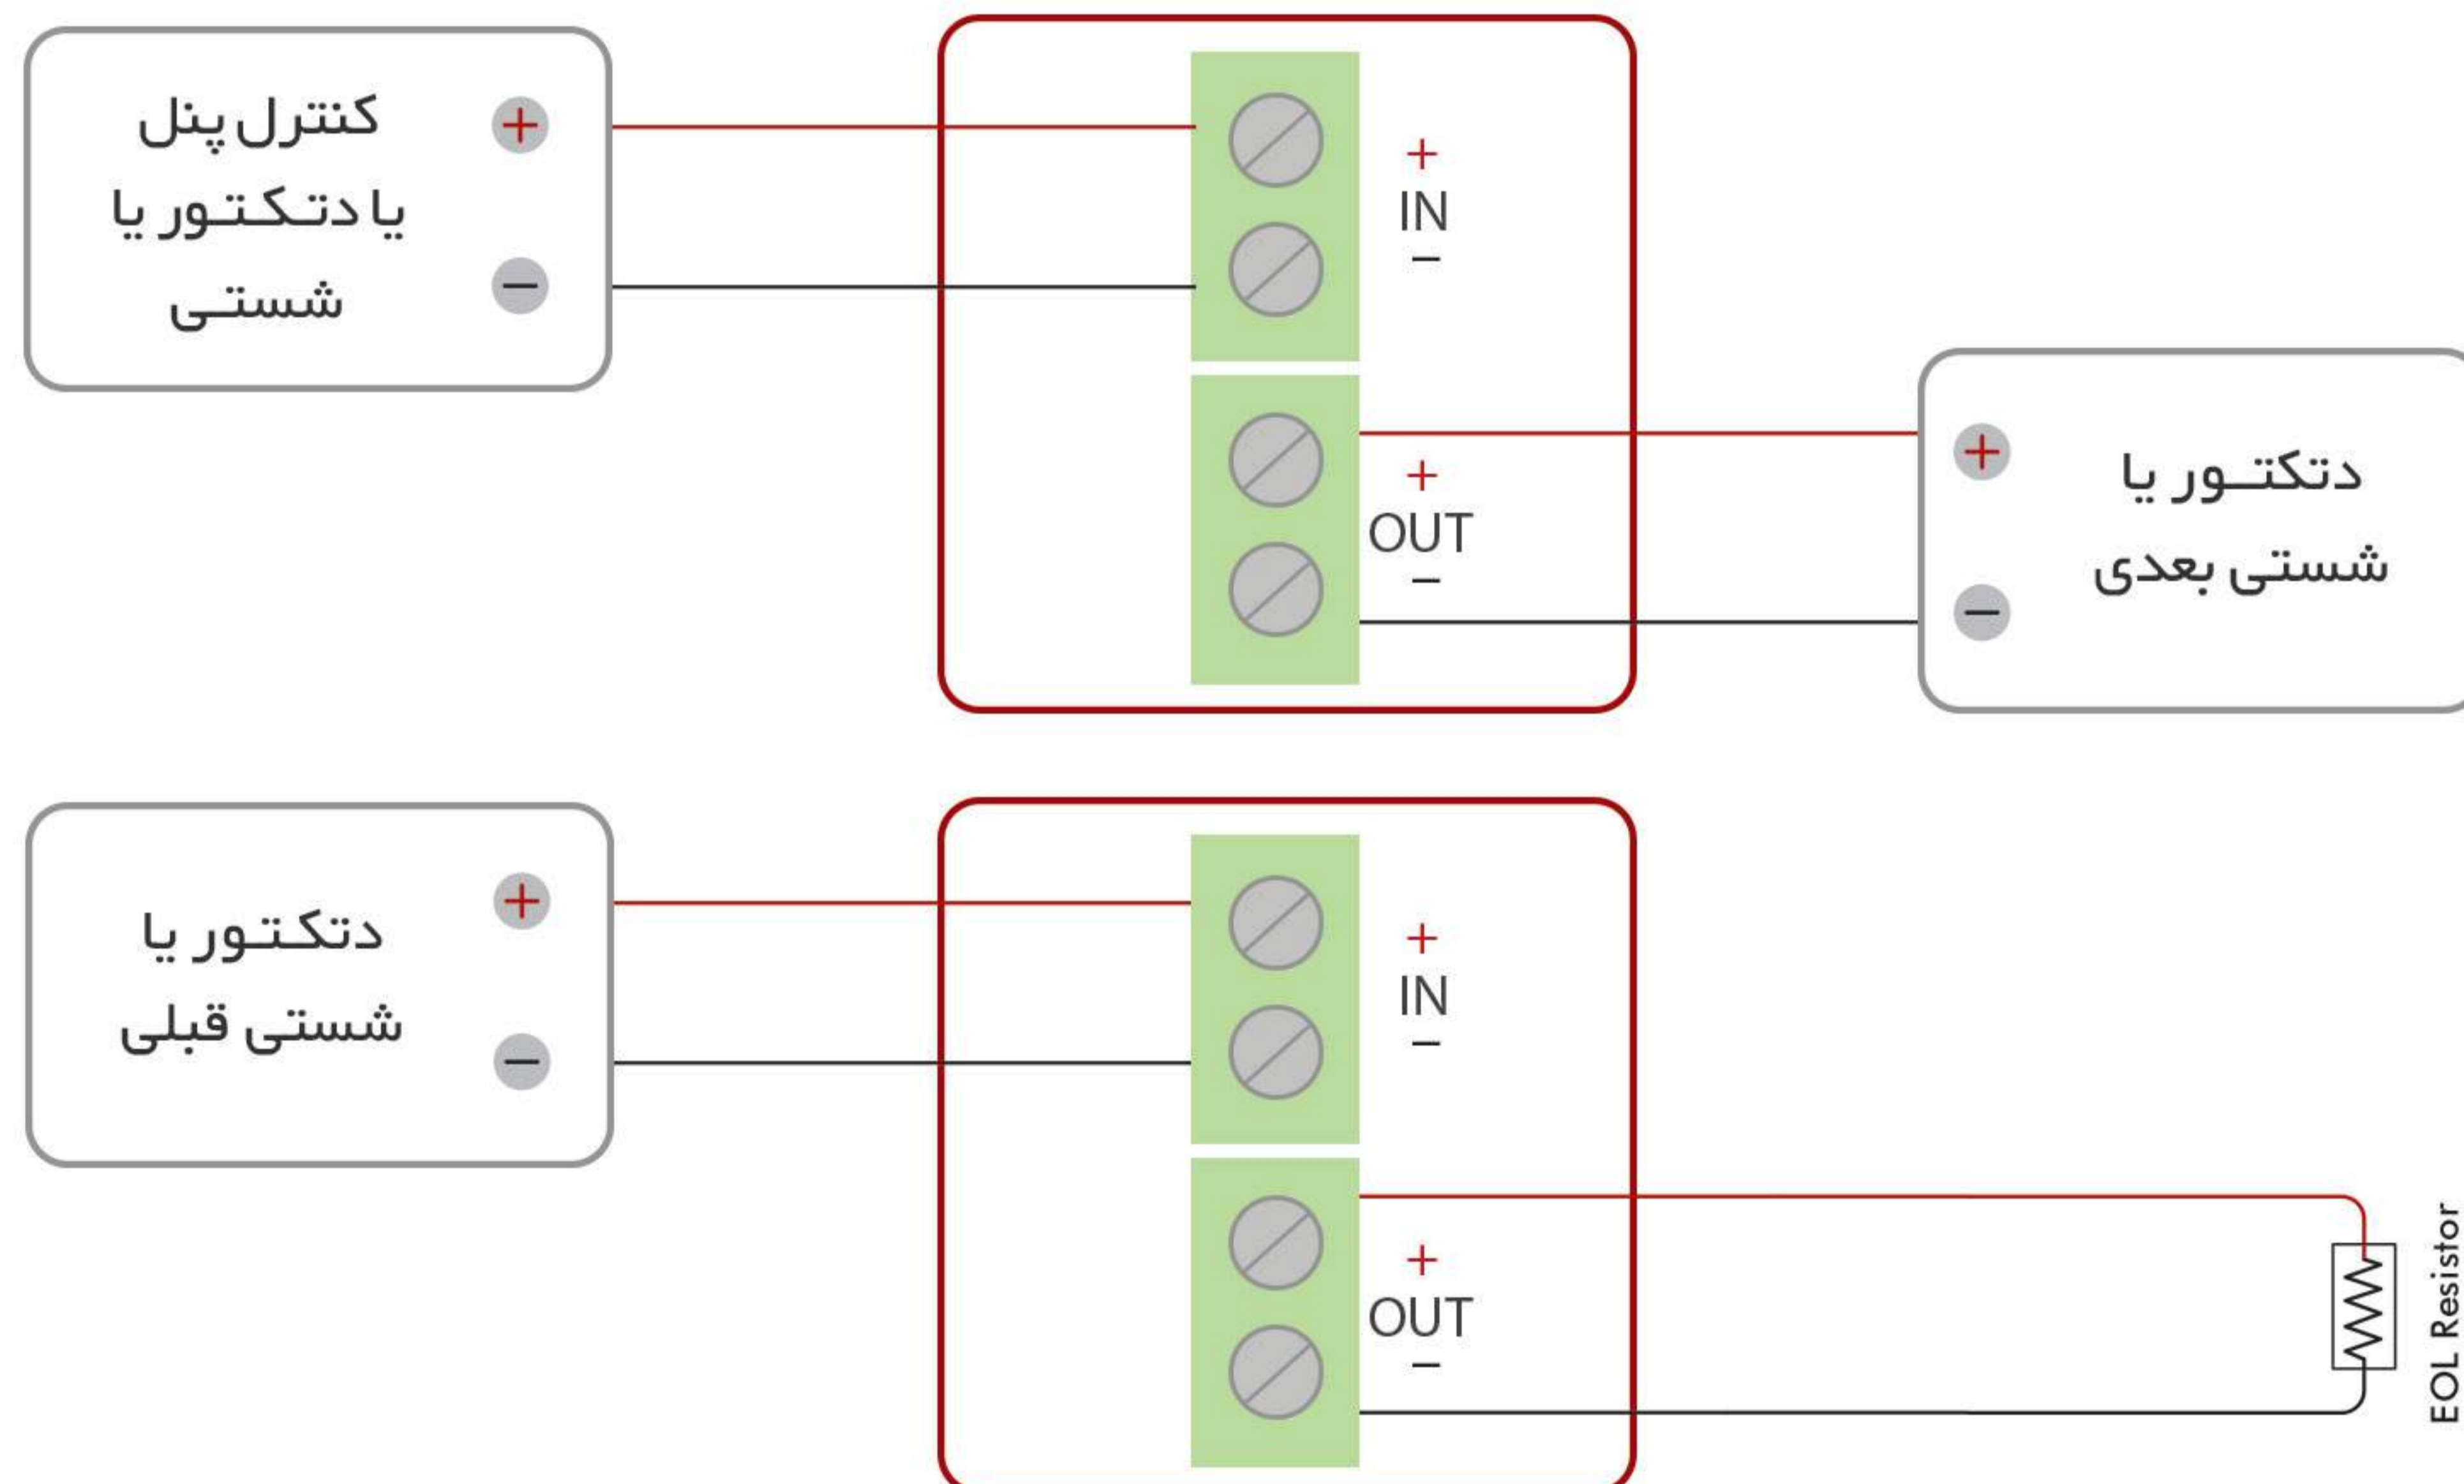 کنترل پنل
یا دتکتور یا
شستی
+
−
+
IN
−
+
OUT
−
+
−
دتکتور یا
شستی بعدی
دتکتور یا
شستی قبلی
+
−
+
IN
−
+
OUT
−
EOL Resistor